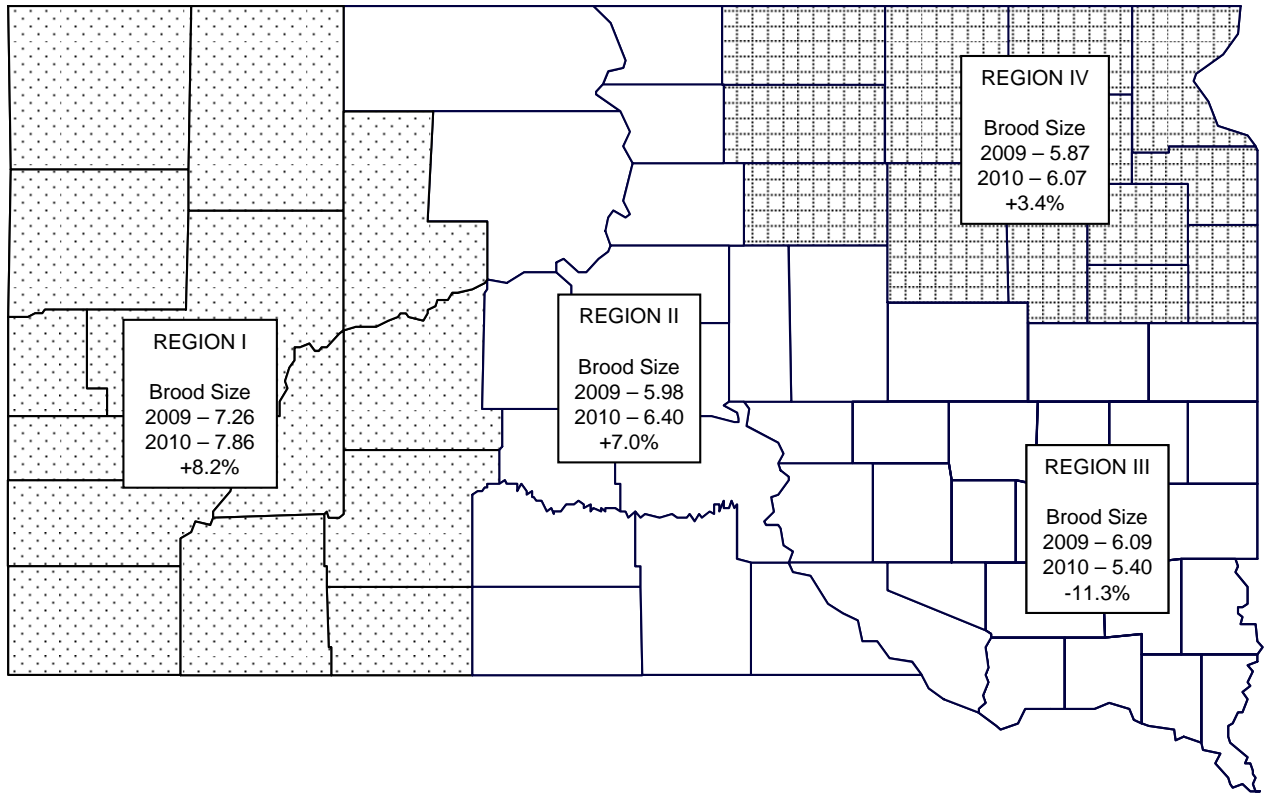 REGION IV
Brood Size
2009 – 5.87
2010 – 6.07
+3.4%
REGION II
Brood Size
2009 – 5.98
2010 – 6.40
+7.0%
REGION I
Brood Size
2009 – 7.26
2010 – 7.86
+8.2%
REGION III
Brood Size
2009 – 6.09
2010 – 5.40
-11.3%